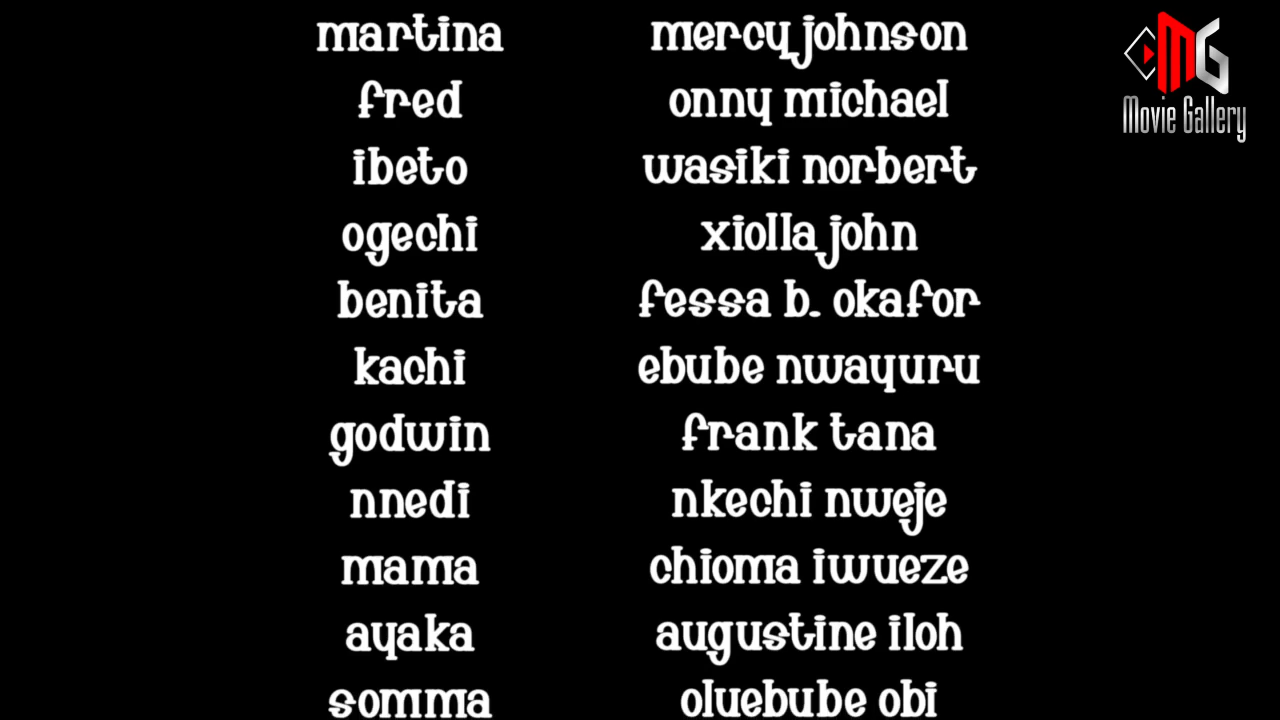 martina mercy johnson
fred onny michael
ibeto wasiki norbert
ogechi xiolla john
benita fessa b. okafor
kachi ebube nwayuru
godwin frank tana
nnedi nkechi nweje
mama chioma iwueze
ayaka augustine iloh
somma oluebube obi
MG
Movie Gallery